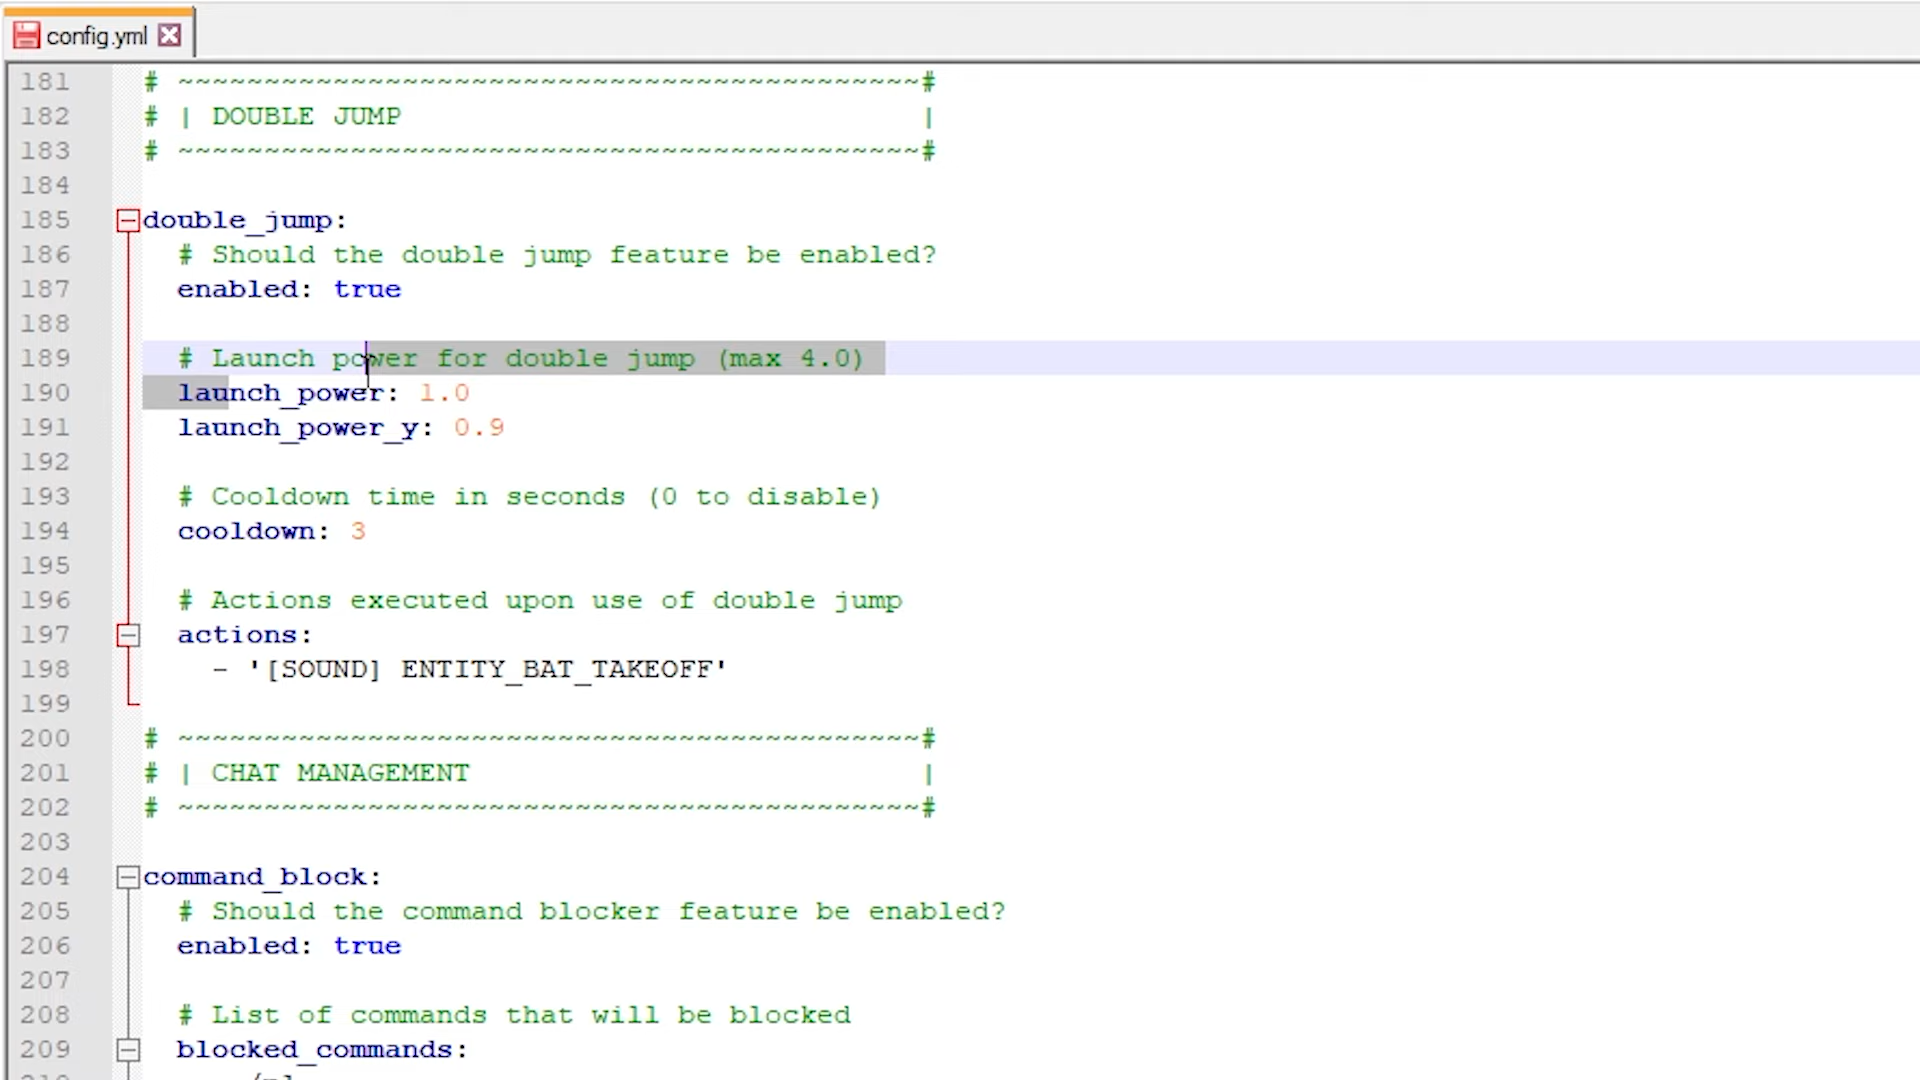 config.yml
181 # ~~~~~~~~~~~~~~~~~~~~~~~~~~~~~~~~~~~~~~~~~~~#
182 # | DOUBLE JUMP |
183 # ~~~~~~~~~~~~~~~~~~~~~~~~~~~~~~~~~~~~~~~~~~~#
184
185 double_jump:
186 # Should the double jump feature be enabled?
187 enabled: true
188
189 # Launch power for double jump (max 4.0)
190 launch_power: 1.0
191 launch_power_y: 0.9
192
193 # Cooldown time in seconds (0 to disable)
194 cooldown: 3
195
196 # Actions executed upon use of double jump
197 actions:
198 - '[SOUND] ENTITY_BAT_TAKEOFF'
199
200 # ~~~~~~~~~~~~~~~~~~~~~~~~~~~~~~~~~~~~~~~~~~~#
201 # | CHAT MANAGEMENT |
202 # ~~~~~~~~~~~~~~~~~~~~~~~~~~~~~~~~~~~~~~~~~~~#
203
204 command_block:
205 # Should the command blocker feature be enabled?
206 enabled: true
207
208 # List of commands that will be blocked
209 blocked_commands: